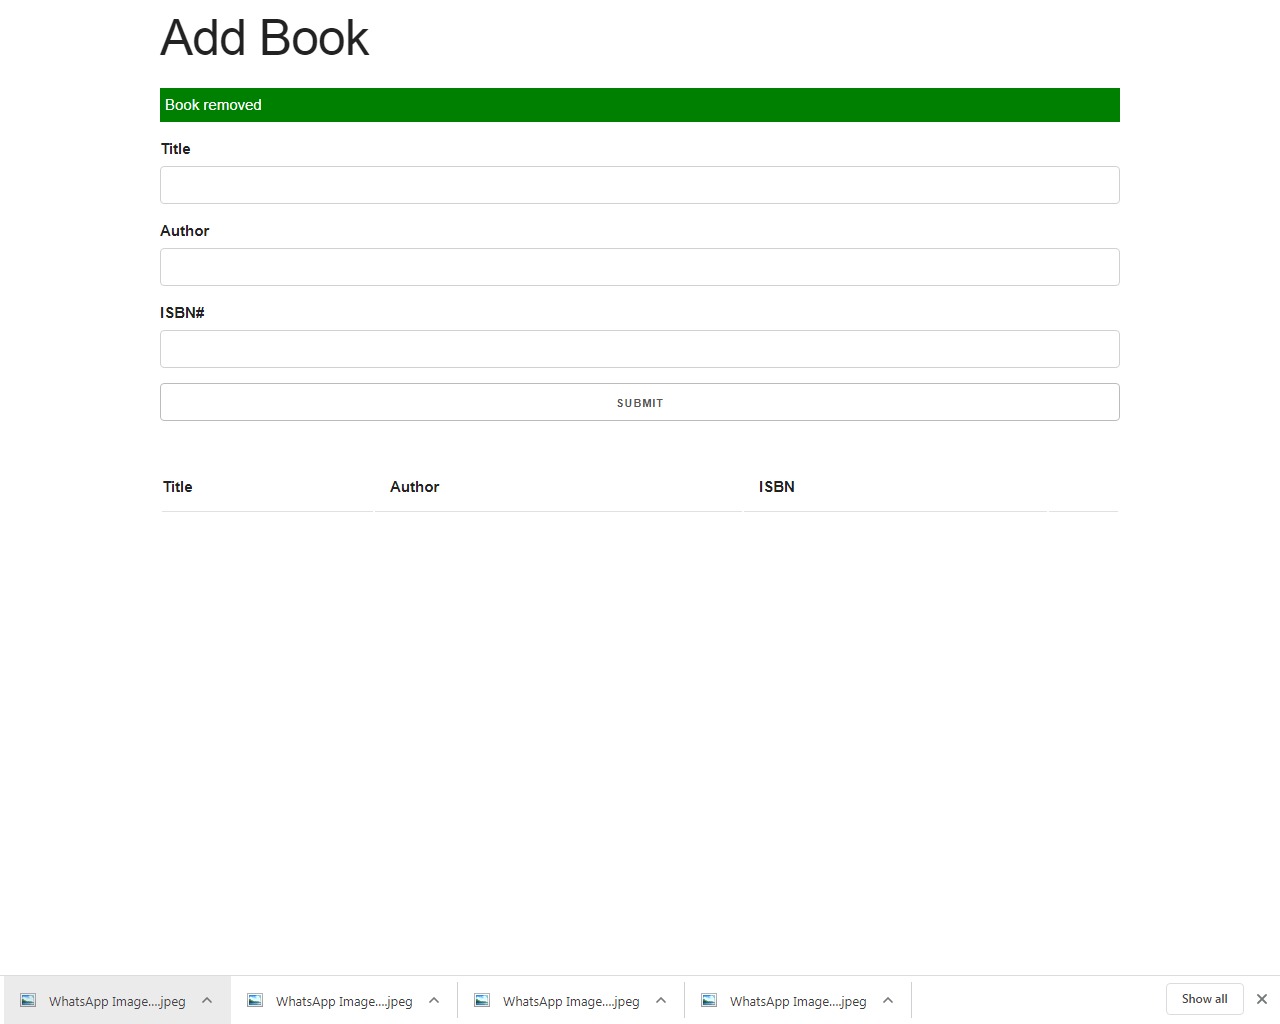 Add Book
Book removed
Title
Author
ISBN#
SUBMIT
Title Author ISBN
WhatsApp Image....jpeg WhatsApp Image....jpeg WhatsApp Image....jpeg WhatsApp Image....jpeg Show all